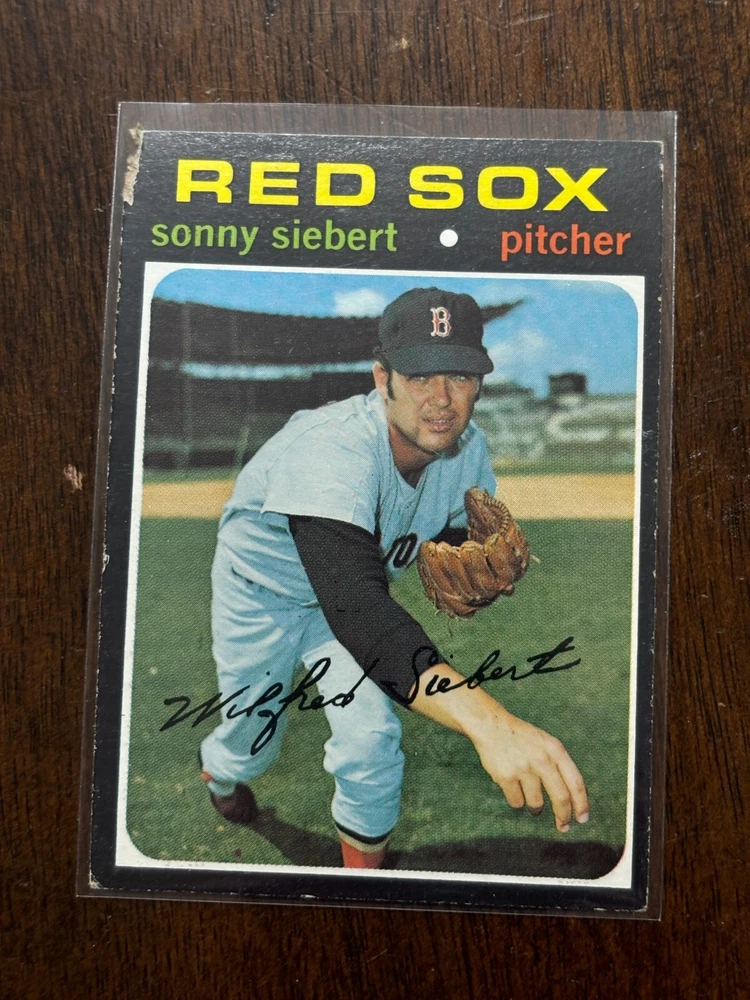 RED SOX
sonny siebert • pitcher
B
Wilfred Siebert